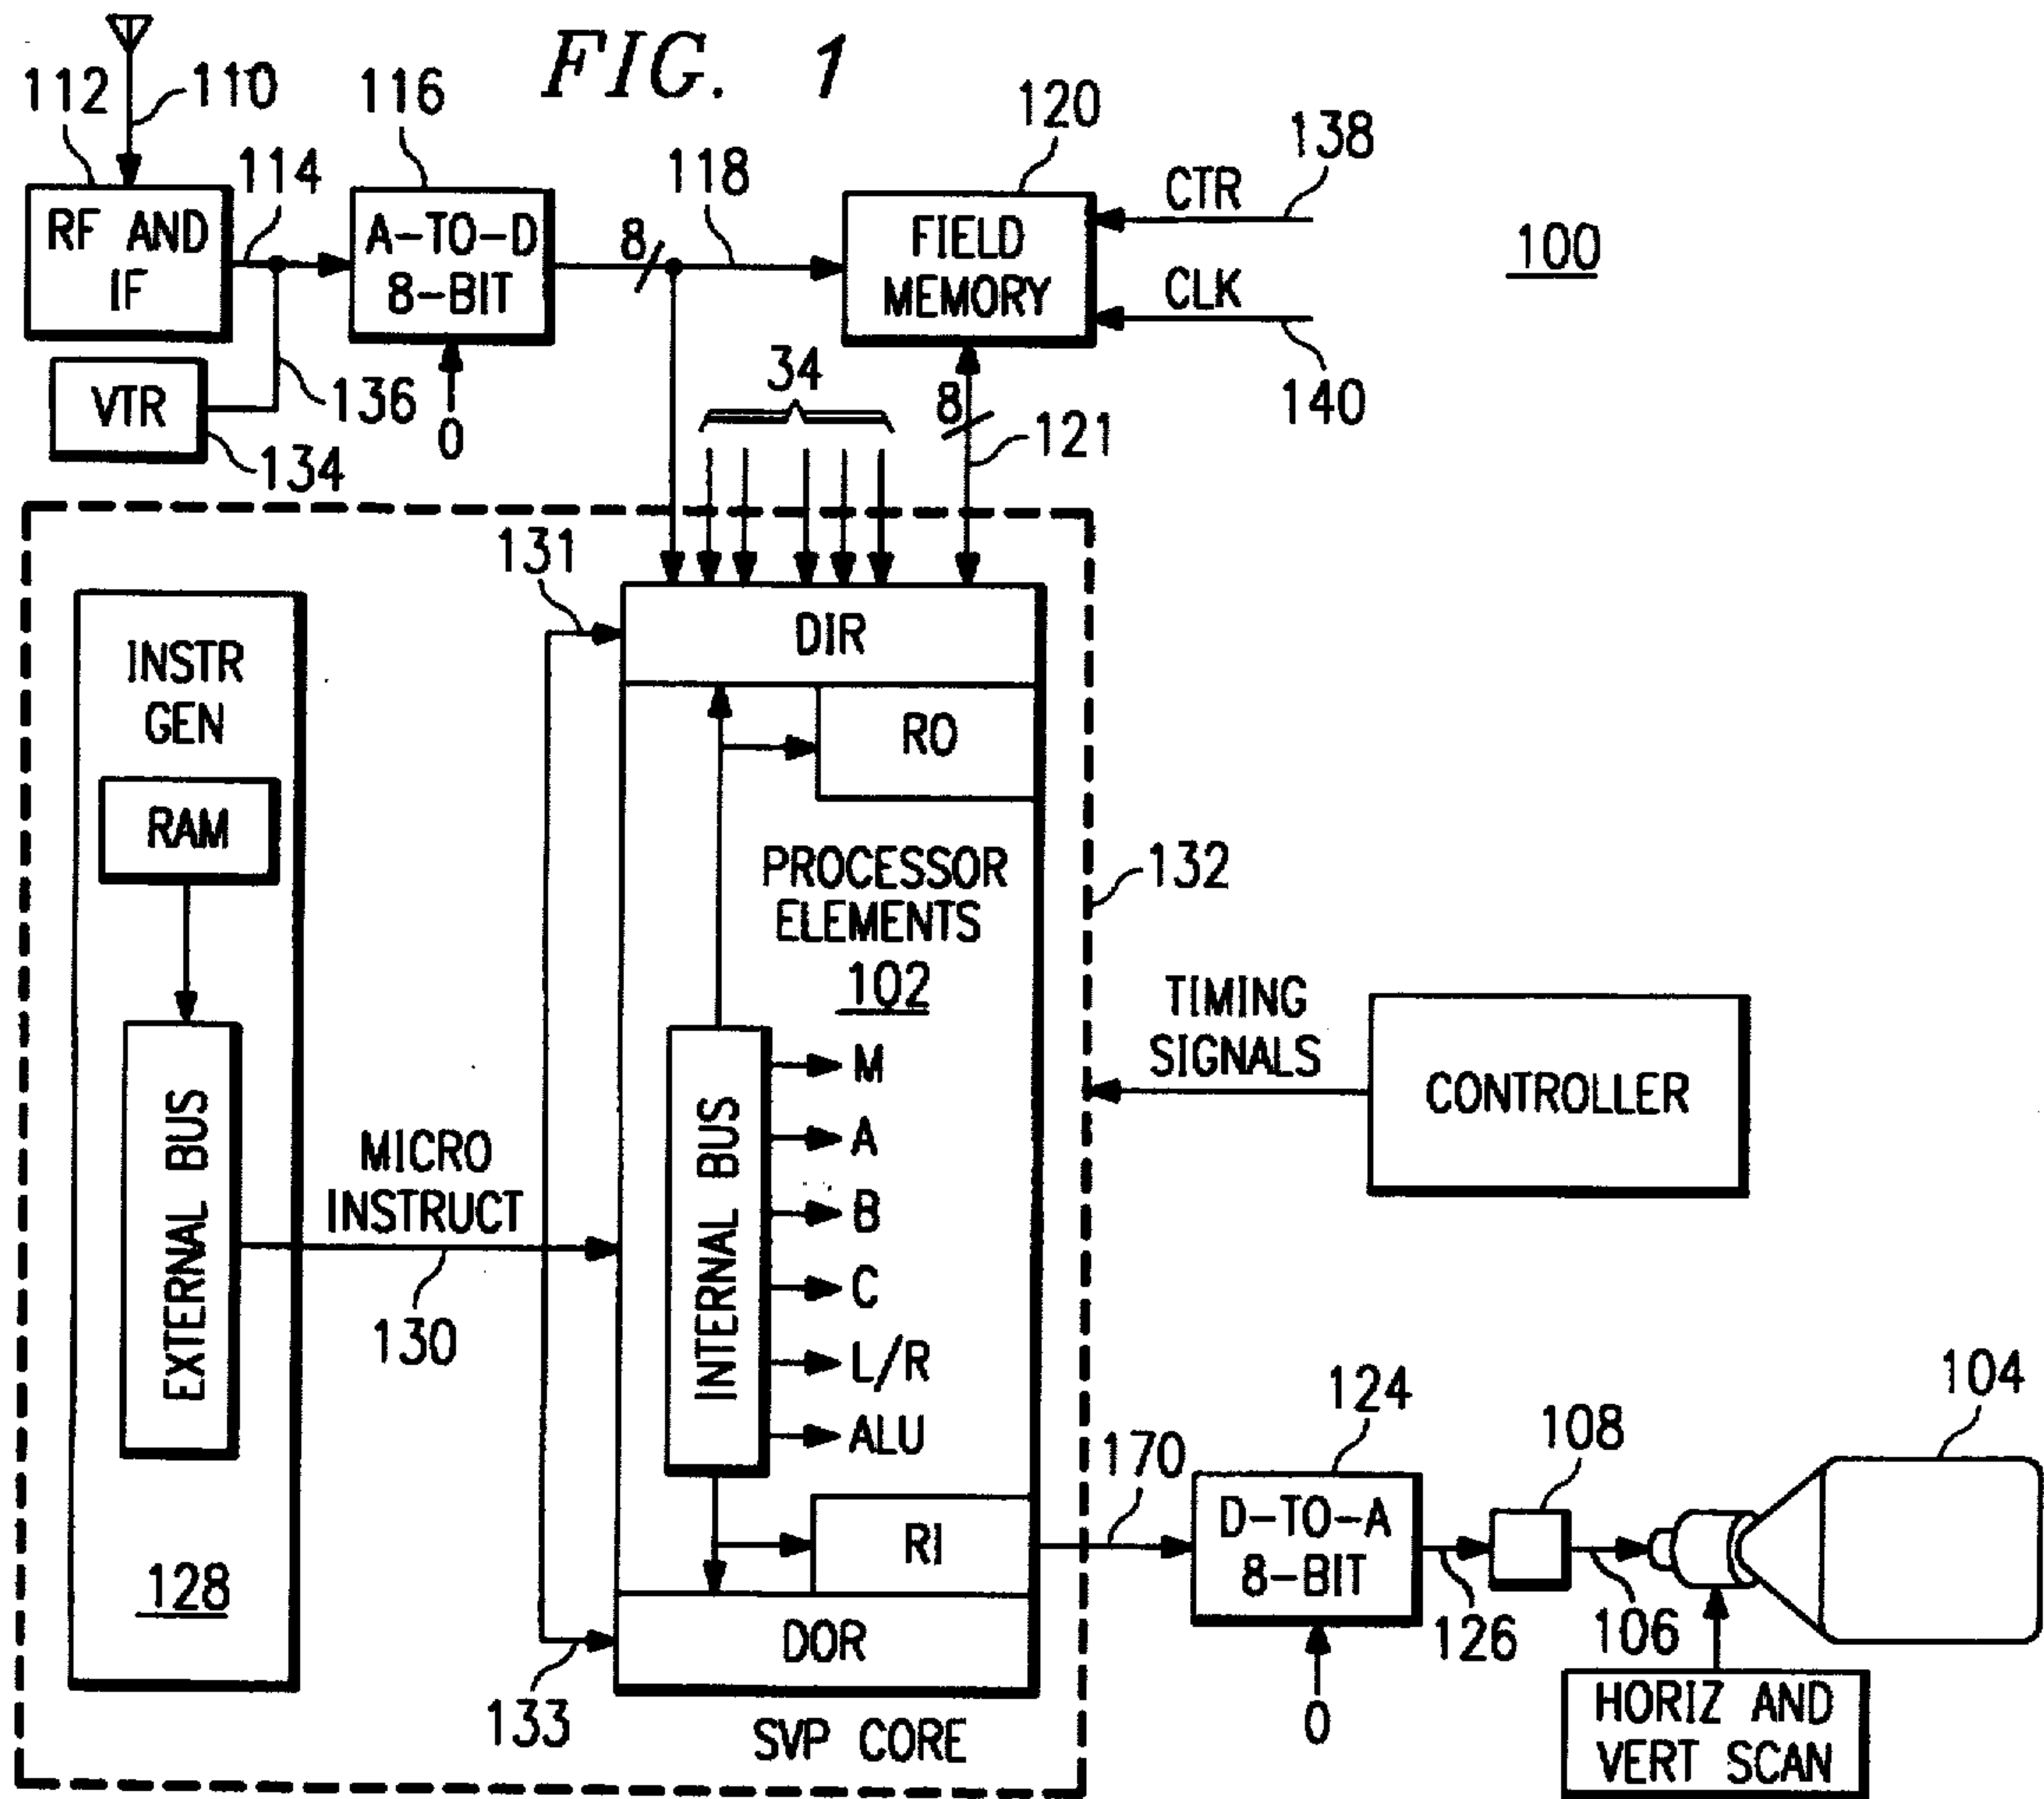 FIG. 1
112
110
116
120
138
114
118
CTR
100
RF AND
IF
A-TO-D
8-BIT
8
FIELD
MEMORY
CLK
34
140
VTR
136
0
8
121
134
131
DIR
INSTR
GEN
RO
RAM
PROCESSOR
ELEMENTS
102
132
TIMING
SIGNALS
CONTROLLER
EXTERNAL BUS
INTERNAL BUS
M
A
MICRO
INSTRUCT
B
C
130
L/R
ALU
124
104
108
170
D-TO-A
8-BIT
RI
128
126
106
DOR
133
0
SVP CORE
HORIZ AND
VERT SCAN